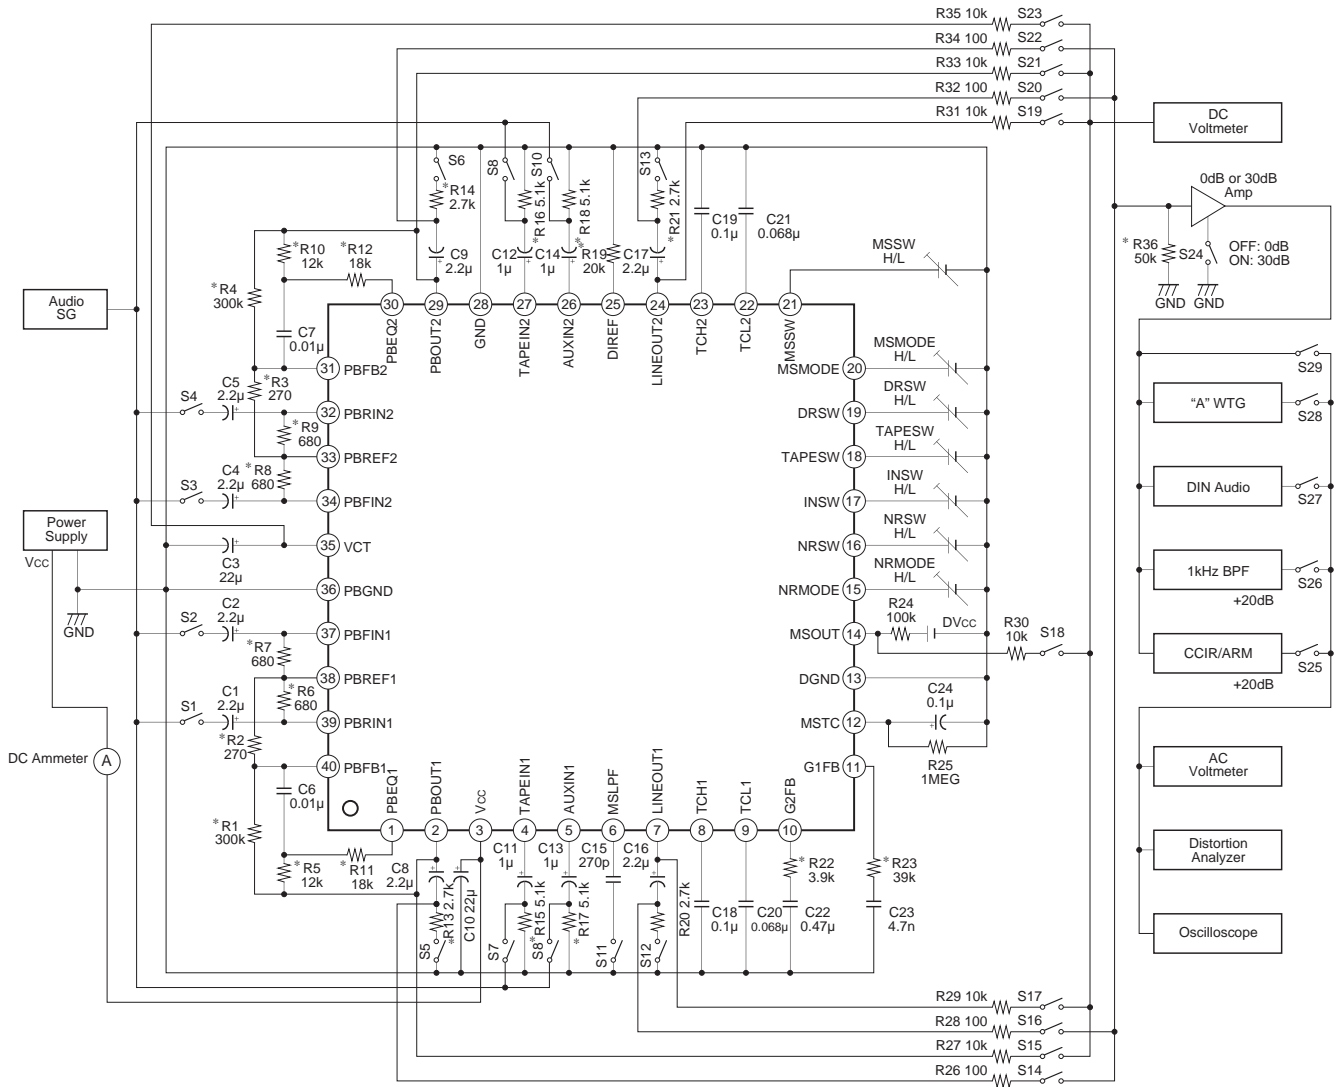 R35 10k S23
R34 100 S22
R33 10k S21
R32 100 S20
R31 10k S19
DC
Voltmeter
0dB or 30dB
Amp
* R36
50k
S24
OFF: 0dB
ON: 30dB
GND
GND
S6
*R14
2.7k
S8
*R16 5.1k
S10
*R18 5.1k
S13
*R21 2.7k
C9
2.2µ
C12
1µ
C14
1µ
*R19
20k
C17
2.2µ
C19
0.1µ
C21
0.068µ
MSSW
H/L
*R10
12k
*R12
18k
*R4
300k
C7
0.01µ
Audio
SG
30
29
28
27
26
25
24
23
22
21
PBEQ2
PBOUT2
GND
TAPEIN2
AUXIN2
DIREF
LINEOUT2
TCH2
TCL2
MSSW
31 PBFB2
*R3
270
S4
C5
2.2µ
32 PBRIN2
*R9
680
33 PBREF2
*R8
680
S3
C4
2.2µ
34 PBFIN2
Power
Supply
VCC
35 VCT
C3
22µ
36 PBGND
GND
S2
C2
2.2µ
37 PBFIN1
*R7
680
38 PBREF1
*R6
680
S1
C1
2.2µ
39 PBRIN1
*R2
270
40 PBFB1
DC Ammeter A
C6
0.01µ
*R1
300k
*R5
12k
*R11
18k
MSMODE
H/L
MSMODE 20
DRSW
H/L
DRSW 19
TAPESW
H/L
TAPESW 18
INSW
H/L
INSW 17
NRSW
H/L
NRSW 16
NRMODE
H/L
NRMODE 15
R24
100k
DVCC
MSOUT 14
R30
10k
S18
DGND 13
C24
0.1µ
MSTC 12
R25
1MEG
G1FB 11
PBEQ1
PBOUT1
VCC
TAPEIN1
AUXIN1
MSLPF
LINEOUT1
TCH1
TCL1
G2FB
1
2
3
4
5
6
7
8
9
10
C8
2.2µ
C10 22µ
C11
1µ
C13
1µ
C15
270p
C16
2.2µ
*R13 2.7k
S5
*R15 5.1k
S7
*R17 5.1k
S8
S11
R20 2.7k
S12
C18
0.1µ
C20
0.068µ
*R22
3.9k
C22
0.47µ
*R23
39k
C23
4.7n
S29
“A” WTG
S28
DIN Audio
S27
1kHz BPF
S26
+20dB
CCIR/ARM
S25
+20dB
AC
Voltmeter
Distortion
Analyzer
Oscilloscope
R29 10k S17
R28 100 S16
R27 10k S15
R26 100 S14